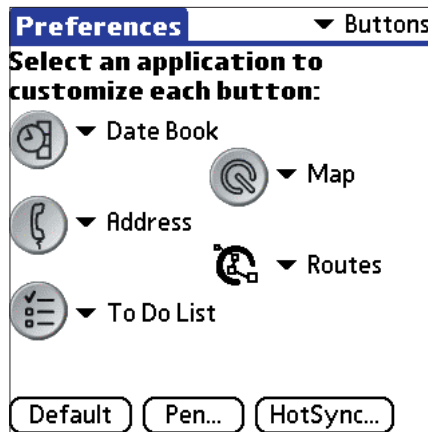 Preferences
Buttons
Select an application to
customize each button:
Date Book
Map
Address
Routes
To Do List
Default Pen... HotSync...